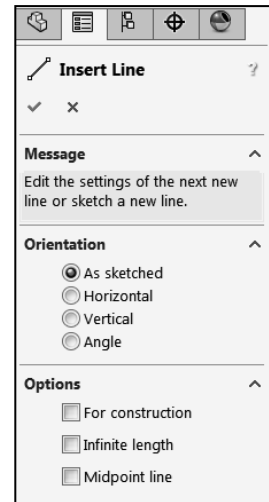 Insert Line
?
Message
Edit the settings of the next new
line or sketch a new line.
Orientation
As sketched
Horizontal
Vertical
Angle
Options
For construction
Infinite length
Midpoint line